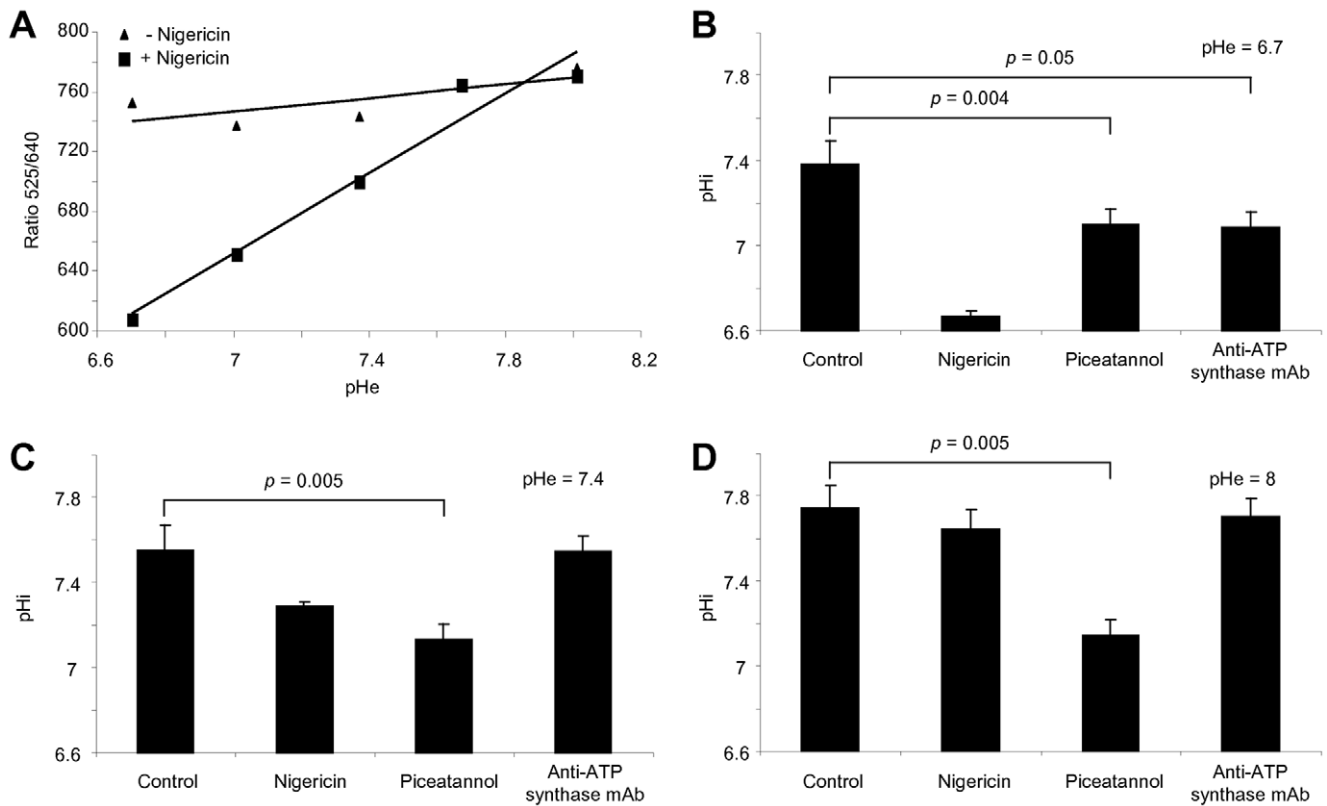 A
- Nigericin
+ Nigericin
800
760
720
680
640
600
Ratio 525/640
6.6 7 7.4 7.8 8.2
pHe
B
pHe = 6.7
p = 0.05
p = 0.004
7.8
7.4
7
6.6
pHi
Control Nigericin Piceatannol Anti-ATP
synthase mAb
C
pHe = 7.4
p = 0.005
7.8
7.4
7
6.6
pHi
Control Nigericin Piceatannol Anti-ATP
synthase mAb
D
p = 0.005
pHe = 8
7.8
7.4
7
6.6
pHi
Control Nigericin Piceatannol Anti-ATP
synthase mAb